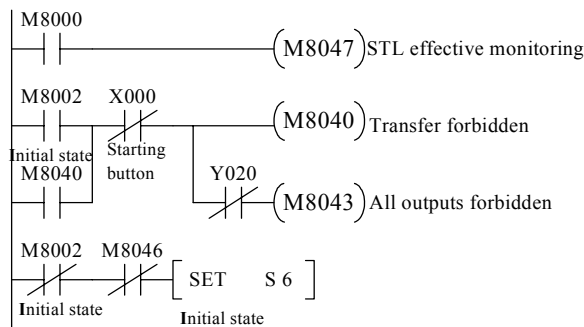 M8000
M8047 STL effective monitoring
M8002 X000
M8040 Transfer forbidden
Initial state Starting
button
M8040 Y020
M8043 All outputs forbidden
M8002 M8046
SET S 6
Initial state
Initial state